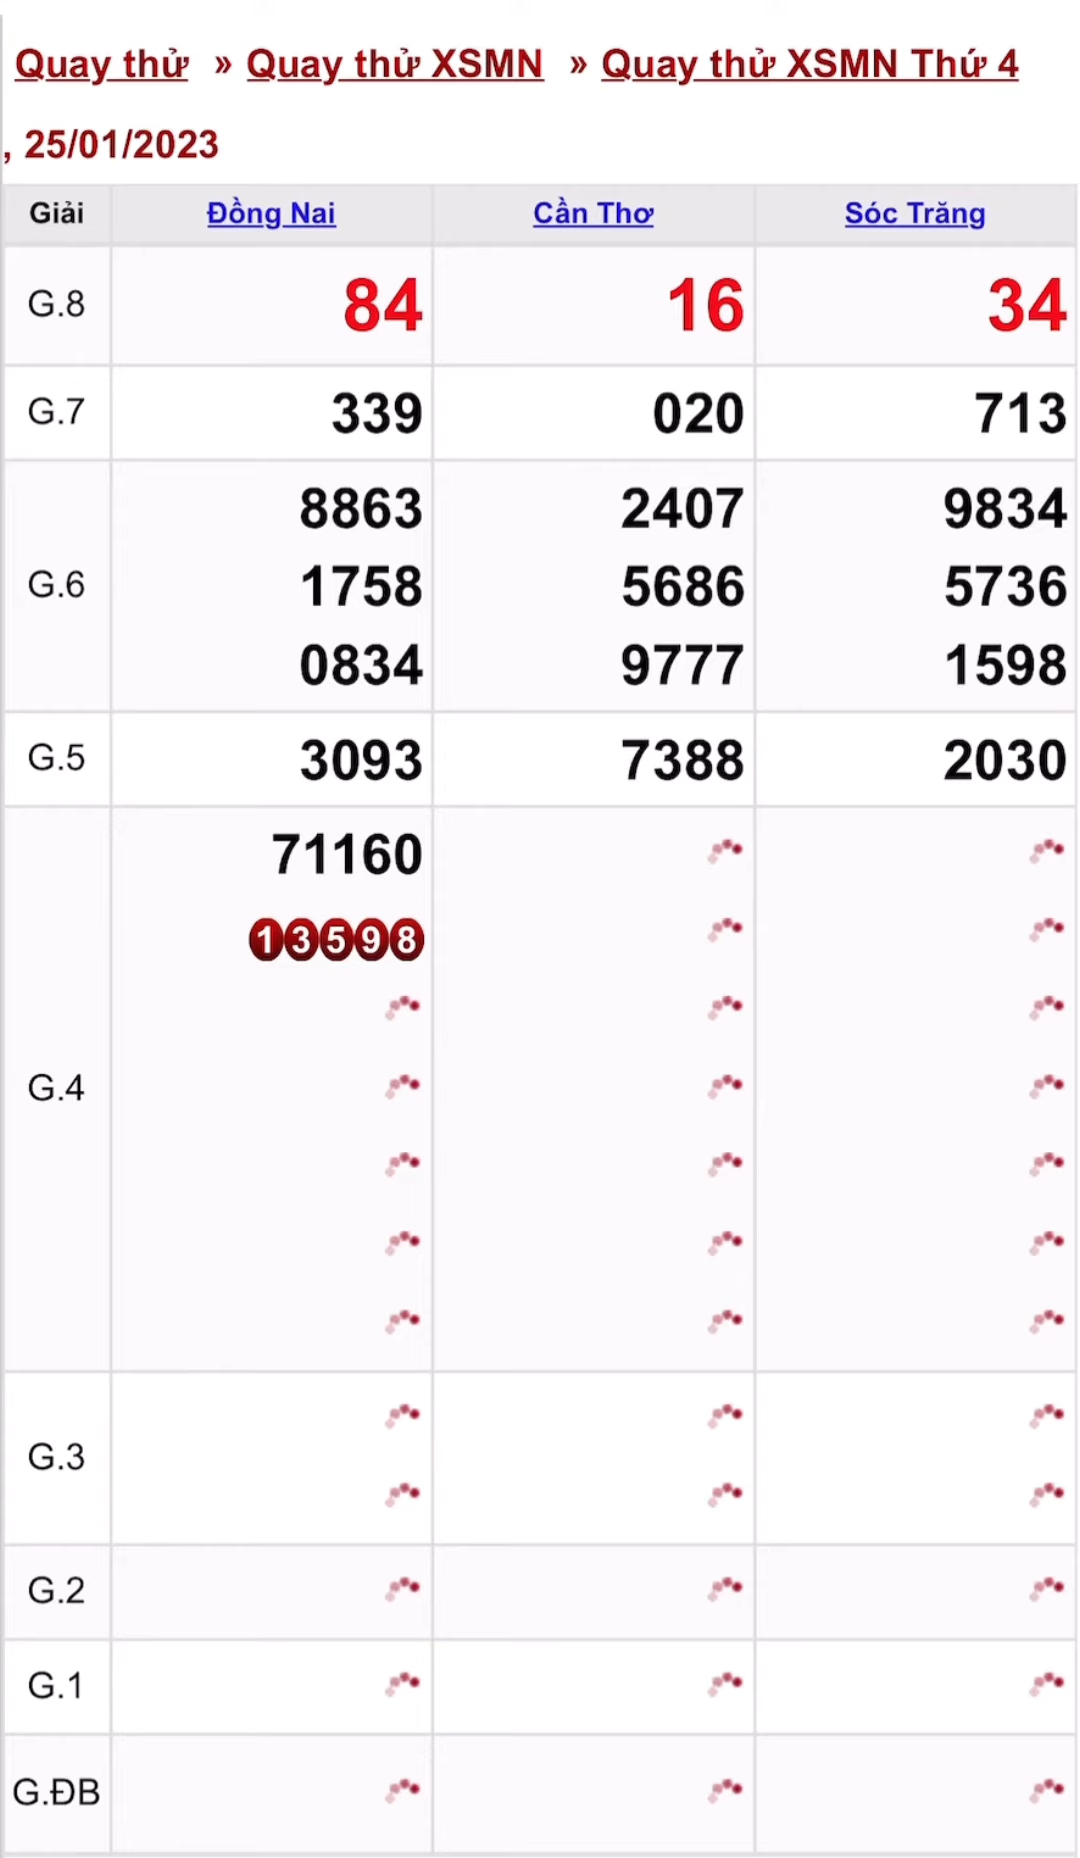 Quay thử » Quay thử XSMN » Quay thử XSMN Thứ 4
, 25/01/2023
Giải Đồng Nai Cần Thơ Sóc Trăng
G.8 84 16 34
G.7 339 020 713
8863 2407 9834
G.6 1758 5686 5736
0834 9777 1598
G.5 3093 7388 2030
71160
13598
G.4
G.3
G.2
G.1
G.ĐB